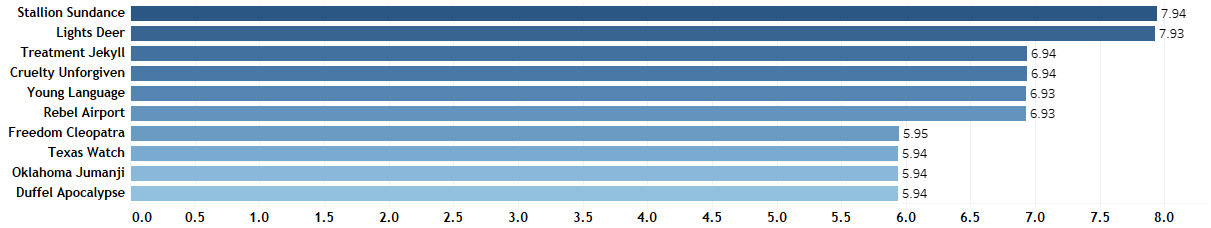 Stallion Sundance 7.94
Lights Deer 7.93
Treatment Jekyll 6.94
Cruelty Unforgiven 6.94
Young Language 6.93
Rebel Airport 6.93
Freedom Cleopatra 5.95
Texas Watch 5.94
Oklahoma Jumanji 5.94
Duffel Apocalypse 5.94
0.0 0.5 1.0 1.5 2.0 2.5 3.0 3.5 4.0 4.5 5.0 5.5 6.0 6.5 7.0 7.5 8.0